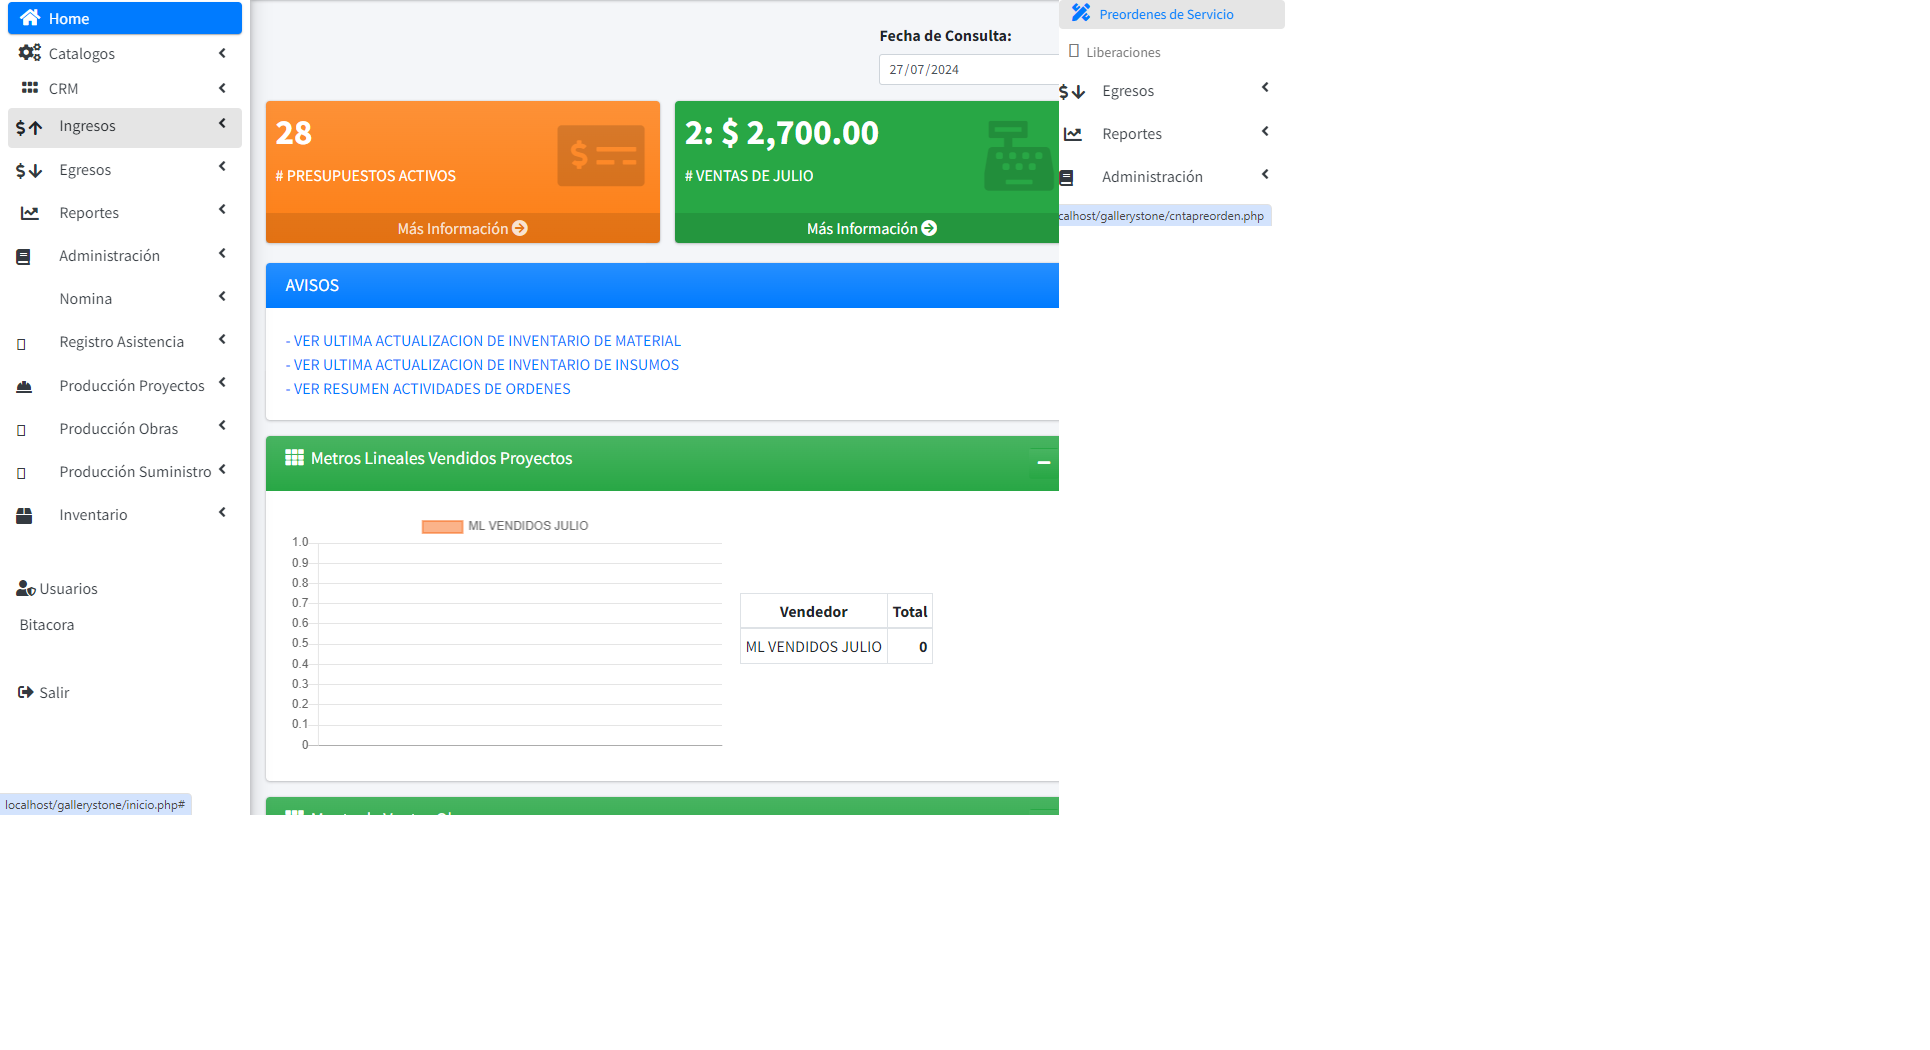 Home
Catalogos
CRM
Ingresos
Egresos
Reportes
Administración
Nomina
Registro Asistencia
Producción Proyectos
Producción Obras
Producción Suministro
Inventario
Usuarios
Bitacora
Salir
localhost/gallerystone/inicio.php#
Fecha de Consulta:
27/07/2024
28
# PRESUPUESTOS ACTIVOS
Más Información
2: $ 2,700.00
# VENTAS DE JULIO
Más Información
AVISOS
- VER ULTIMA ACTUALIZACION DE INVENTARIO DE MATERIAL
- VER ULTIMA ACTUALIZACION DE INVENTARIO DE INSUMOS
- VER RESUMEN ACTIVIDADES DE ORDENES
Metros Lineales Vendidos Proyectos
ML VENDIDOS JULIO
1.0
0.9
0.8
0.7
0.6
0.5
0.4
0.3
0.2
0.1
0
Vendedor Total
ML VENDIDOS JULIO 0
Preordenes de Servicio
Liberaciones
Egresos
Reportes
Administración
calhost/gallerystone/cntapreorden.php